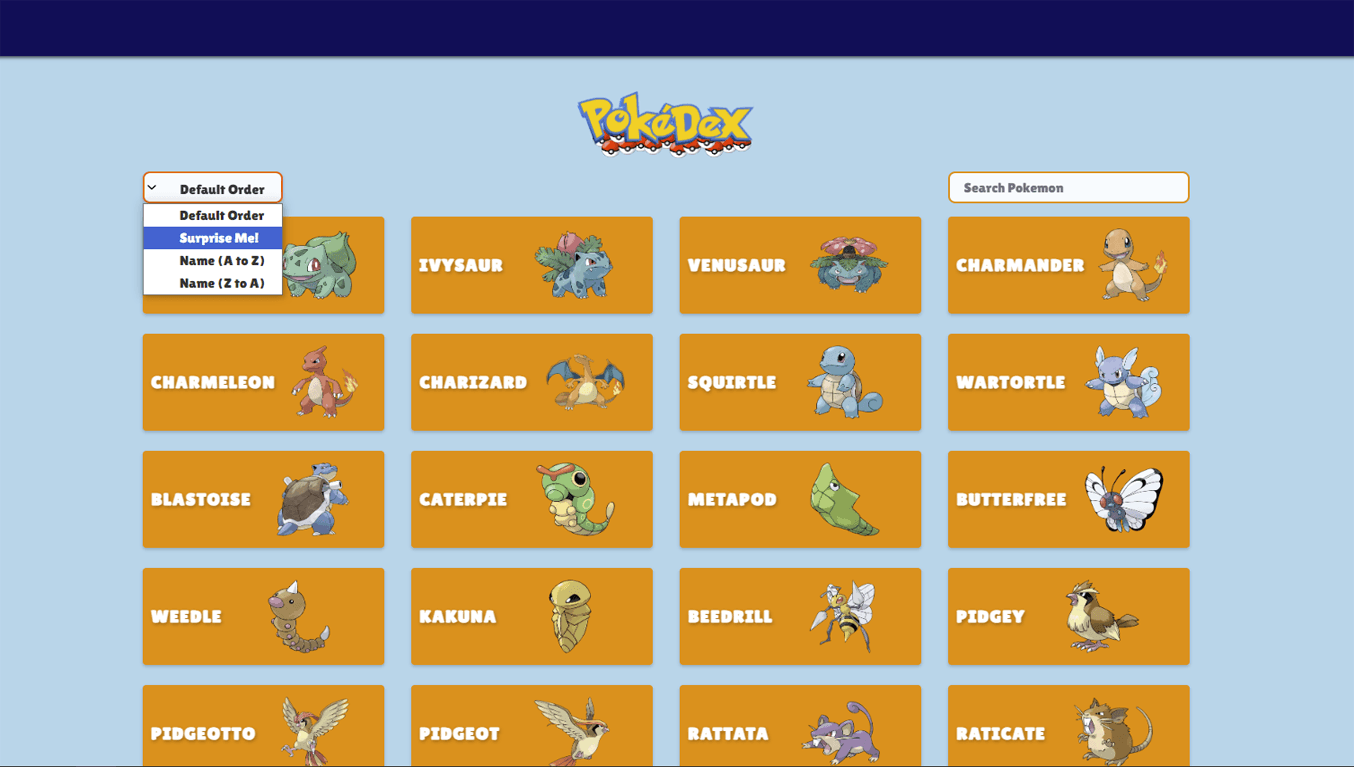 PokéDex
Default Order
Search Pokemon
Default Order
Surprise Me!
Name (A to Z)
Name (Z to A)
IVYSAUR
VENUSAUR
CHARMANDER
CHARMELEON
CHARIZARD
SQUIRTLE
WARTORTLE
BLASTOISE
CATERPIE
METAPOD
BUTTERFREE
WEEDLE
KAKUNA
BEEDRILL
PIDGEY
PIDGEOTTO
PIDGEOT
RATTATA
RATICATE